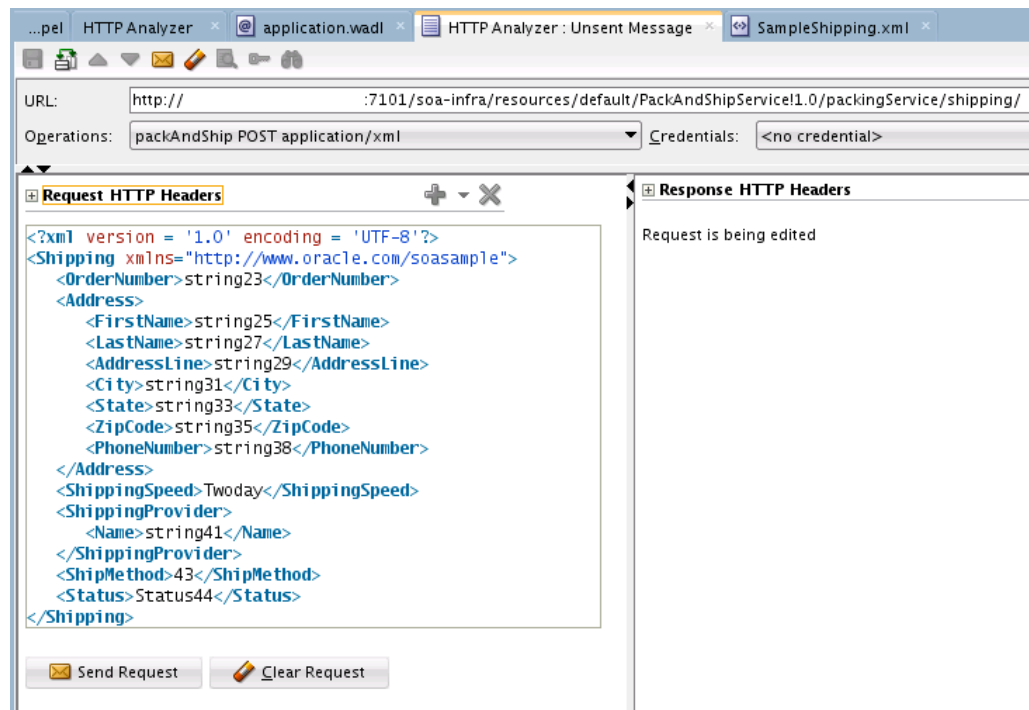 ...pel HTTP Analyzer application.wadl HTTP Analyzer : Unsent Message SampleShipping.xml
URL: http:// :7101/soa-infra/resources/default/PackAndShipService!1.0/packingService/shipping/
Operations: packAndShip POST application/xml Credentials: <no credential>
Request HTTP Headers
<?xml version = '1.0' encoding = 'UTF-8'?>
<Shipping xmlns="http://www.oracle.com/soasample">
<OrderNumber>string23</OrderNumber>
<Address>
<FirstName>string25</FirstName>
<LastName>string27</LastName>
<AddressLine>string29</AddressLine>
<City>string31</City>
<State>string33</State>
<ZipCode>string35</ZipCode>
<PhoneNumber>string38</PhoneNumber>
</Address>
<ShippingSpeed>Twoday</ShippingSpeed>
<ShippingProvider>
<Name>string41</Name>
</ShippingProvider>
<ShipMethod>43</ShipMethod>
<Status>Status44</Status>
</Shipping>
Send Request Clear Request
Response HTTP Headers
Request is being edited